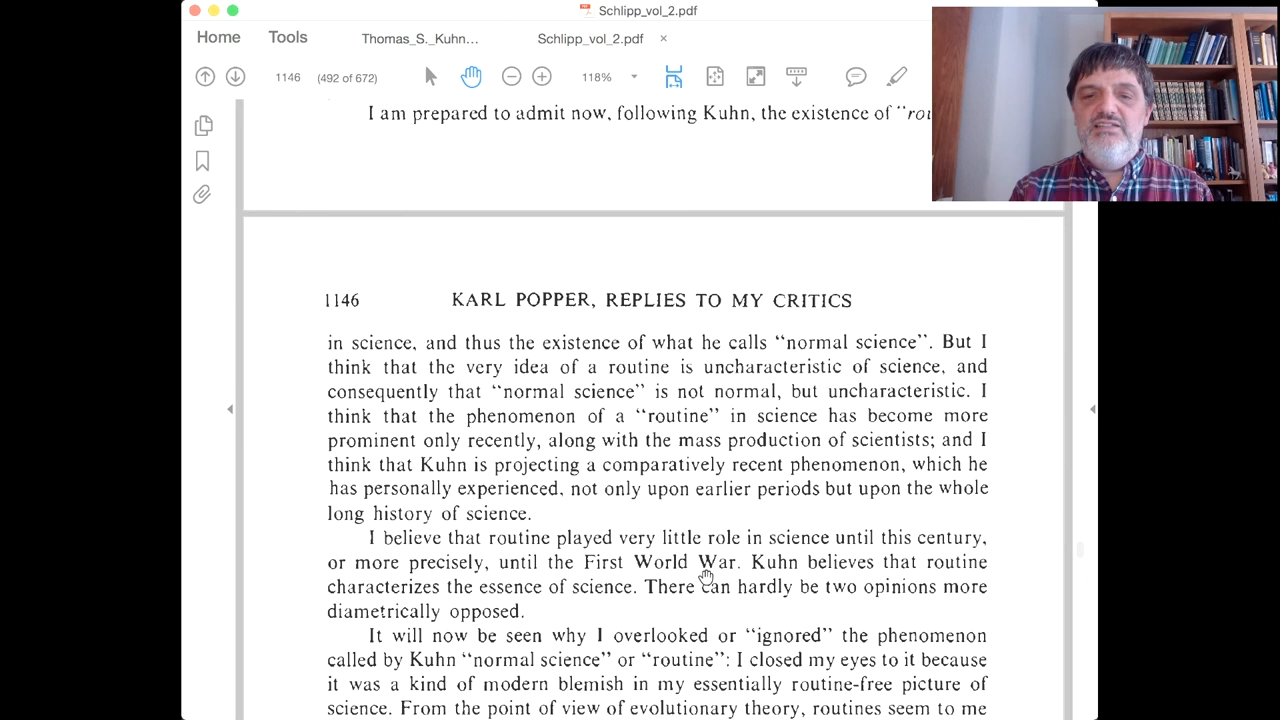 Schlipp_vol_2.pdf
Home Tools Thomas_S._Kuhn... Schlipp_vol_2.pdf ×
1146 (492 of 672) 118%
I am prepared to admit now, following Kuhn, the existence of “rou
1146 KARL POPPER, REPLIES TO MY CRITICS
in science, and thus the existence of what he calls “normal science”. But I
think that the very idea of a routine is uncharacteristic of science, and
consequently that “normal science” is not normal, but uncharacteristic. I
think that the phenomenon of a “routine” in science has become more
prominent only recently, along with the mass production of scientists; and I
think that Kuhn is projecting a comparatively recent phenomenon, which he
has personally experienced, not only upon earlier periods but upon the whole
long history of science.
I believe that routine played very little role in science until this century,
or more precisely, until the First World War. Kuhn believes that routine
characterizes the essence of science. There can hardly be two opinions more
diametrically opposed.
It will now be seen why I overlooked or “ignored” the phenomenon
called by Kuhn “normal science” or “routine”: I closed my eyes to it because
it was a kind of modern blemish in my essentially routine-free picture of
science. From the point of view of evolutionary theory, routines seem to me